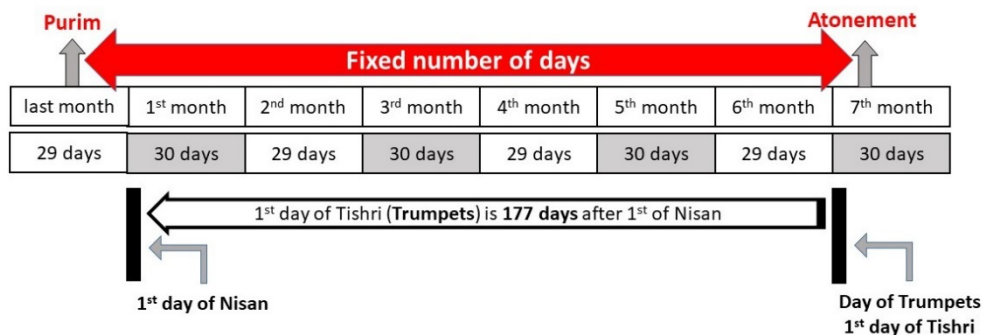 Purim
Atonement
Fixed number of days
last month 1st month 2nd month 3rd month 4th month 5th month 6th month 7th month
29 days 30 days 29 days 30 days 29 days 30 days 29 days 30 days
1st day of Tishri (Trumpets) is 177 days after 1st of Nisan
1st day of Nisan
Day of Trumpets
1st day of Tishri